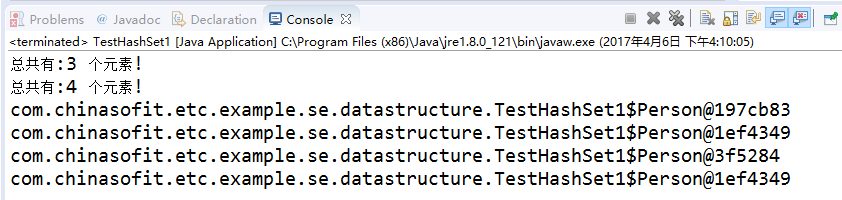 Problems @ Javadoc Declaration Console
<terminated> TestHashSet1 [Java Application] C:\Program Files (x86)\Java\jre1.8.0_121\bin\javaw.exe (2017年4月6日 下午4:10:05)
总共有:3 个元素!
总共有:4 个元素!
com.chinasofit.etc.example.se.datastructure.TestHashSet1$Person@197cb83
com.chinasofit.etc.example.se.datastructure.TestHashSet1$Person@1ef4349
com.chinasofit.etc.example.se.datastructure.TestHashSet1$Person@3f5284
com.chinasofit.etc.example.se.datastructure.TestHashSet1$Person@1ef4349